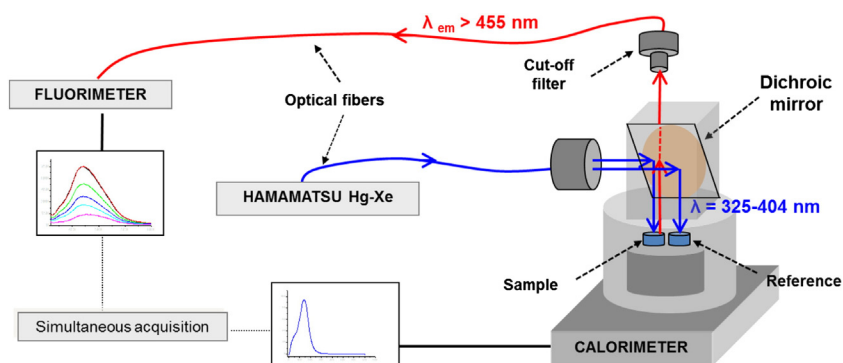 λ em > 455 nm
Cut-off
filter
FLUORIMETER
Optical fibers
Dichroic
mirror
HAMAMATSU Hg-Xe
λ = 325-404 nm
Sample
Reference
Simultaneous acquisition
CALORIMETER